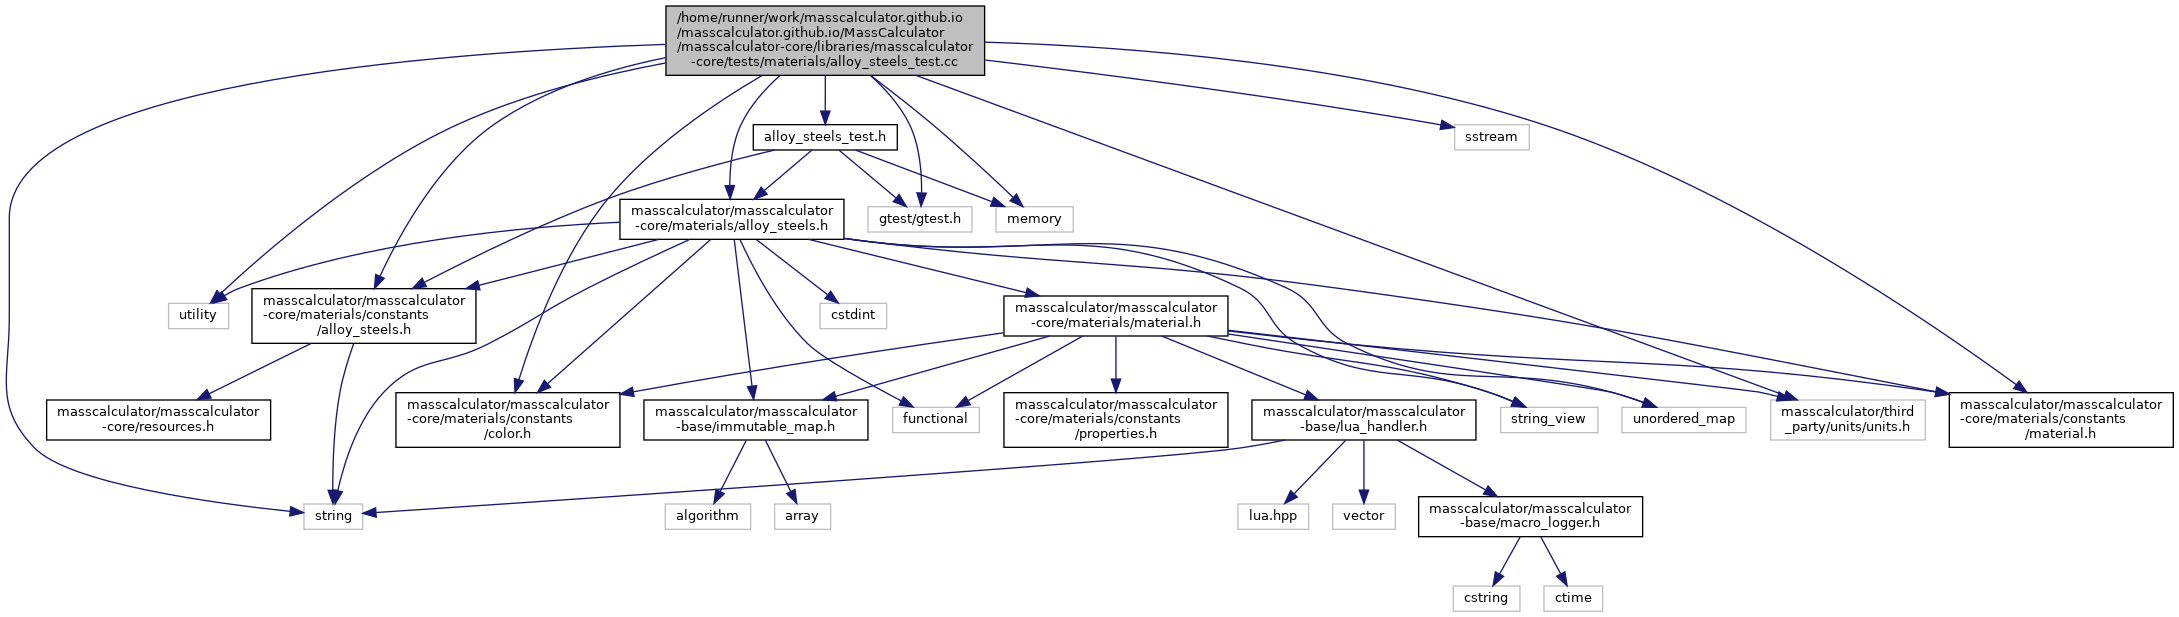 /home/runner/work/masscalculator.github.io
/masscalculator.github.io/MassCalculator
/masscalculator-core/libraries/masscalculator
-core/tests/materials/alloy_steels_test.cc
alloy_steels_test.h
sstream
masscalculator/masscalculator
-core/materials/alloy_steels.h
gtest/gtest.h
memory
utility
masscalculator/masscalculator
-core/materials/constants
/alloy_steels.h
cstdint
masscalculator/masscalculator
-core/materials/material.h
masscalculator/masscalculator
-core/resources.h
masscalculator/masscalculator
-core/materials/constants
/color.h
masscalculator/masscalculator
-base/immutable_map.h
functional
masscalculator/masscalculator
-core/materials/constants
/properties.h
masscalculator/masscalculator
-base/lua_handler.h
string_view
unordered_map
masscalculator/third
_party/units/units.h
masscalculator/masscalculator
-core/materials/constants
/material.h
string
algorithm
array
lua.hpp
vector
masscalculator/masscalculator
-base/macro_logger.h
cstring
ctime